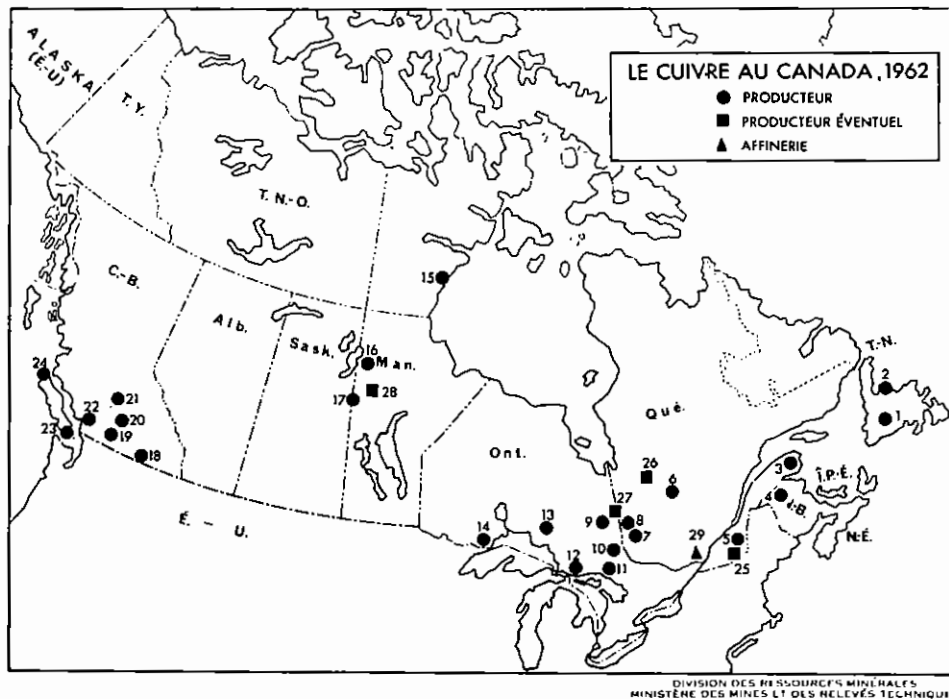 LE CUIVRE AU CANADA, 1962
PRODUCTEUR
PRODUCTEUR ÉVENTUEL
AFFINERIE
ALASKA
(É.-U)
T.Y.
T.N.-O.
C.-B.
Alb.
Sask.
Man.
Ont.
Qué.
T.-N.
Î.P.-É.
N.-B.
N.-É.
É. - U.
15
16
28
17
24
21
22
20
23
19
18
2
1
26
6
3
4
27
13
9
8
7
14
10
12
11
29
5
25
DIVISION DES RESSOURCES MINÉRALES
MINISTÈRE DES MINES ET DES RELEVÉS TECHNIQU